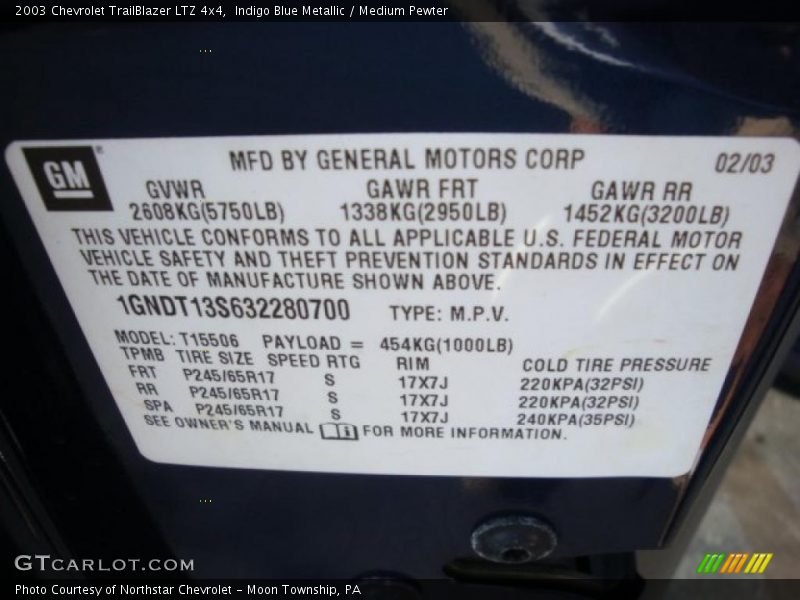 2003 Chevrolet TrailBlazer LTZ 4x4, Indigo Blue Metallic / Medium Pewter
GM MFD BY GENERAL MOTORS CORP 02/03
GVWR GAWR FRT GAWR RR
2608KG(5750LB) 1338KG(2950LB) 1452KG(3200LB)
THIS VEHICLE CONFORMS TO ALL APPLICABLE U.S. FEDERAL MOTOR
VEHICLE SAFETY AND THEFT PREVENTION STANDARDS IN EFFECT ON
THE DATE OF MANUFACTURE SHOWN ABOVE.
1GNDT13S632280700 TYPE: M.P.V.
MODEL: T15506 PAYLOAD = 454KG(1000LB)
TPMB TIRE SIZE SPEED RTG RIM COLD TIRE PRESSURE
FRT P245/65R17 S 17X7J 220KPA(32PSI)
RR P245/65R17 S 17X7J 220KPA(32PSI)
SPA P245/65R17 S 17X7J 240KPA(35PSI)
SEE OWNER'S MANUAL FOR MORE INFORMATION.
GTCARLOT.COM
Photo Courtesy of Northstar Chevrolet - Moon Township, PA